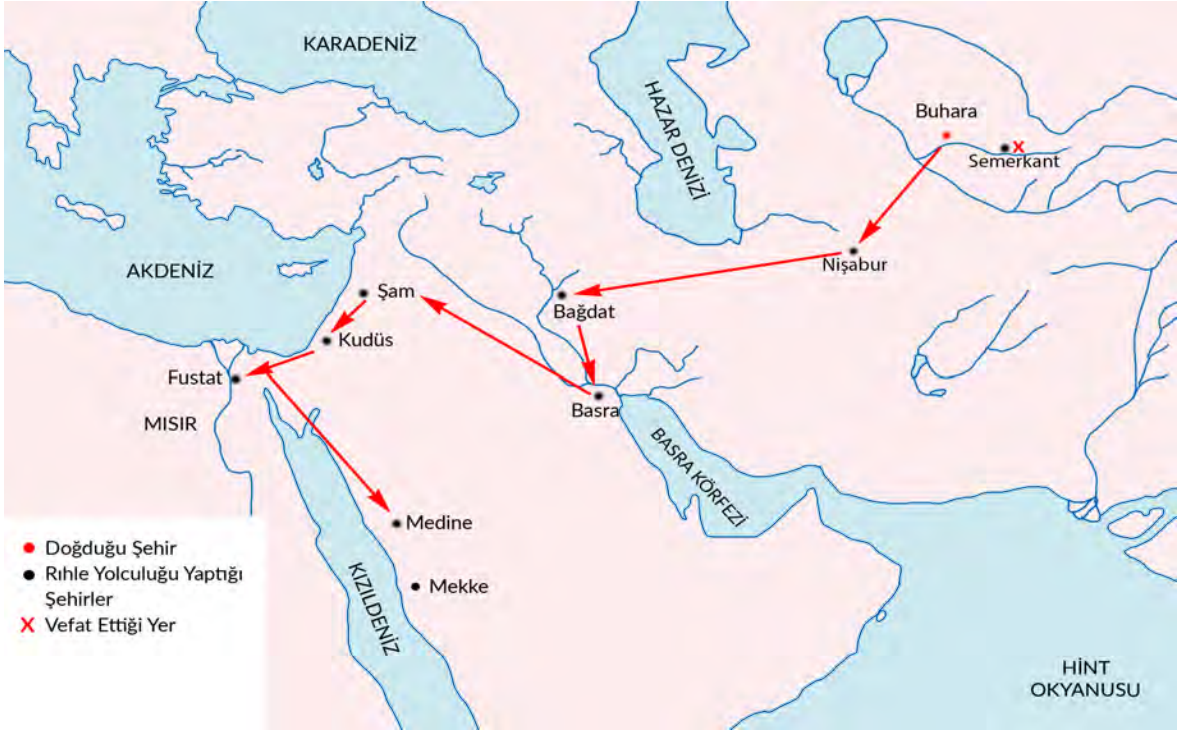 KARADENİZ
HAZAR DENİZİ
Buhara
Semerkant
AKDENİZ
Nişabur
Şam
Bağdat
Kudüs
Fustat
Basra
MISIR
BASRA KÖRFEZİ
Medine
Mekke
KIZILDENİZ
HİNT
OKYANUSU
Doğduğu Şehir
Rıhle Yolculuğu Yaptığı
Şehirler
X Vefat Ettiği Yer